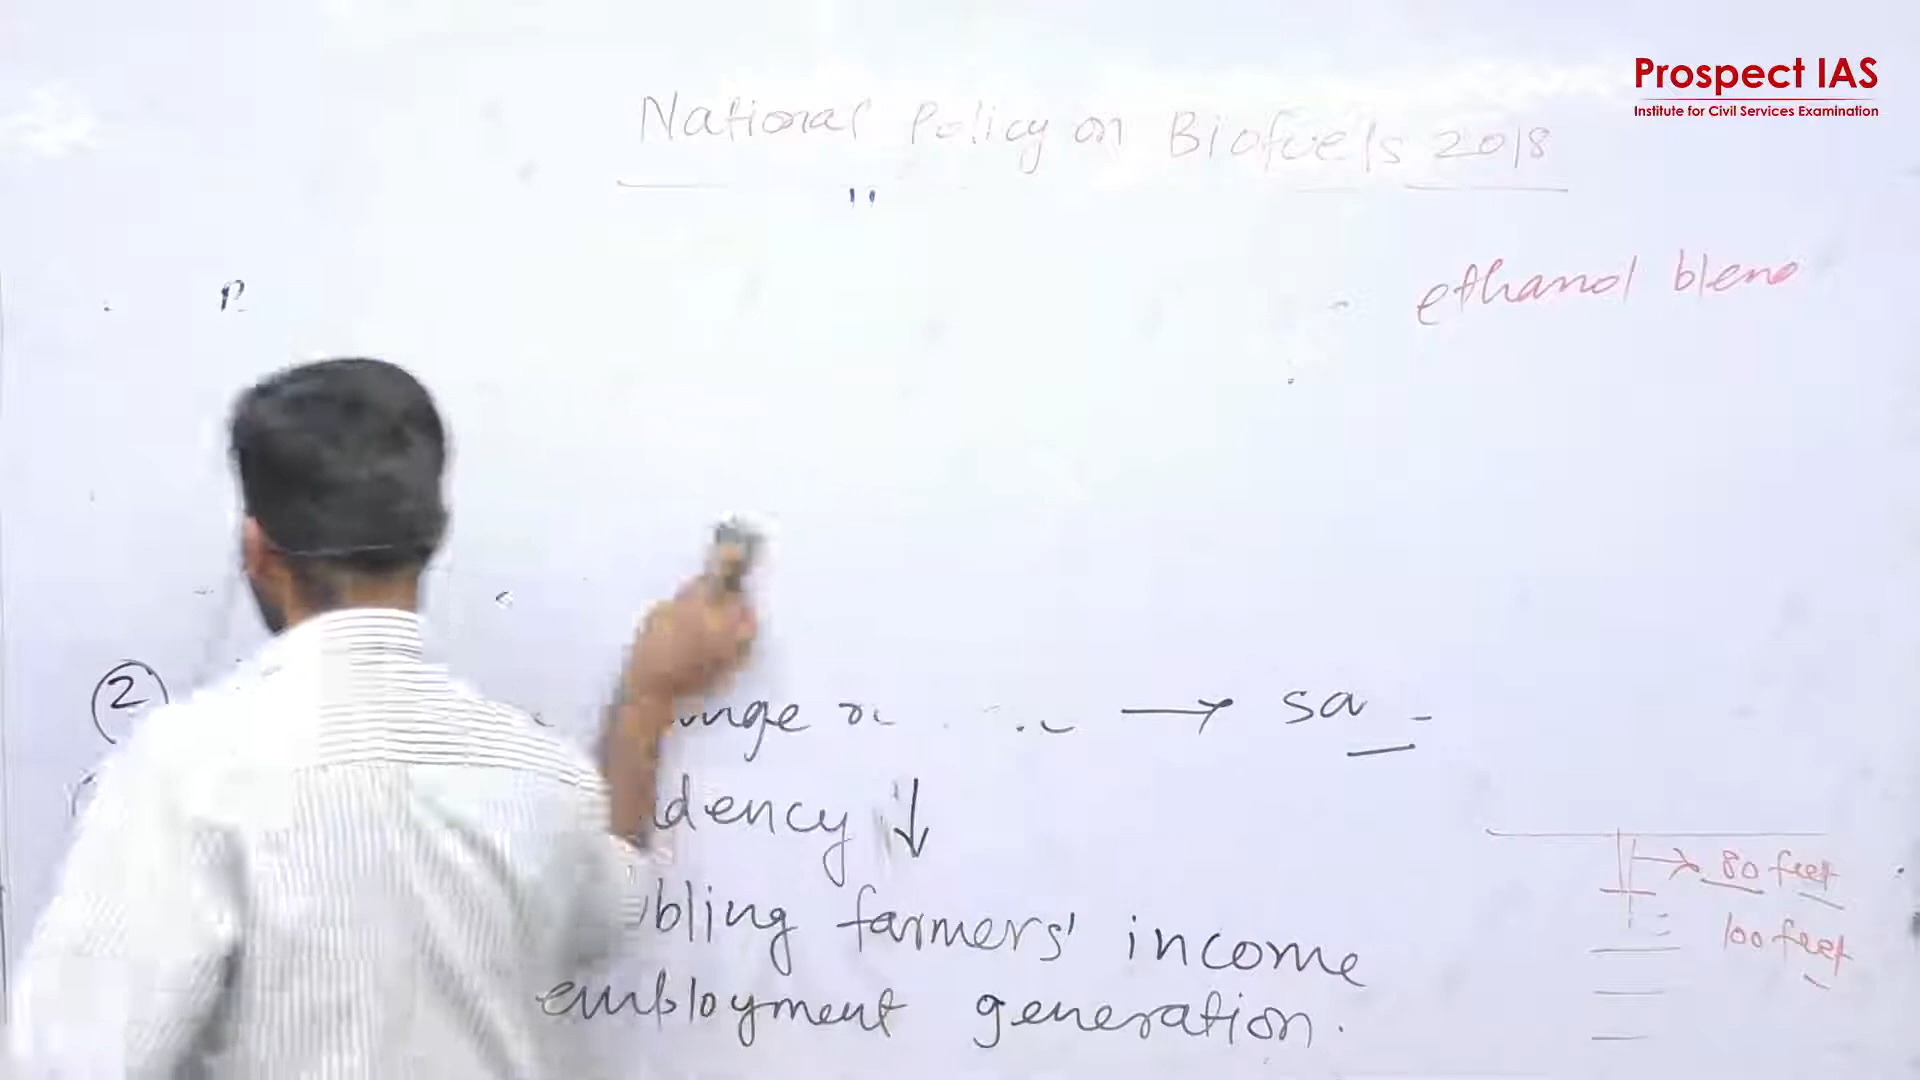 Prospect IAS
Institute for Civil Services Examination
National Policy on Biofuels 2018
ethanol blend
2
sa
dency ↓
bling farmers' income
employment generation.
80 feet
100 feet